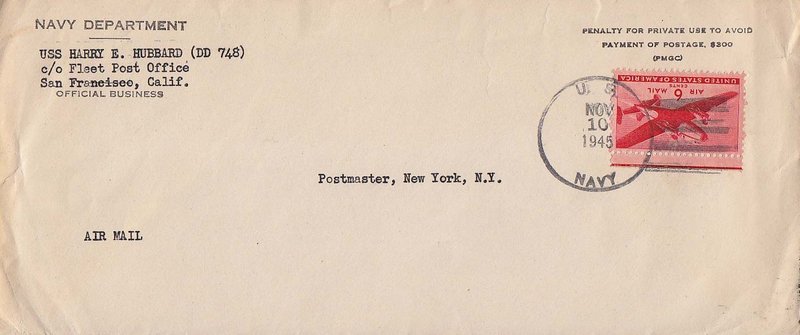 NAVY DEPARTMENT
USS HARRY E. HUBBARD (DD 748)
c/o Fleet Post Office
San Francisco, Calif.
OFFICIAL BUSINESS
PENALTY FOR PRIVATE USE TO AVOID
PAYMENT OF POSTAGE, $300
(PMGC)
UNITED STATES OF AMERICA
AIR 6 MAIL
CENTS
U. S.
NOV
10
1945
NAVY
Postmaster, New York, N.Y.
AIR MAIL